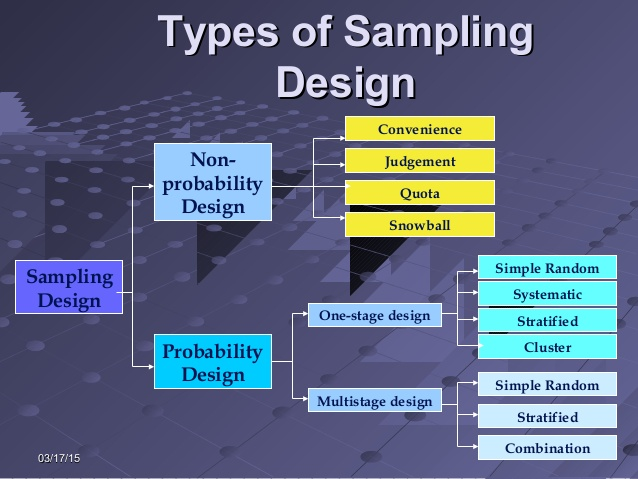 Types of Sampling
Design
Convenience
Non-
probability
Design
Judgement
Quota
Snowball
Sampling
Design
Simple Random
Systematic
One-stage design
Stratified
Cluster
Probability
Design
Simple Random
Multistage design
Stratified
Combination
03/17/15